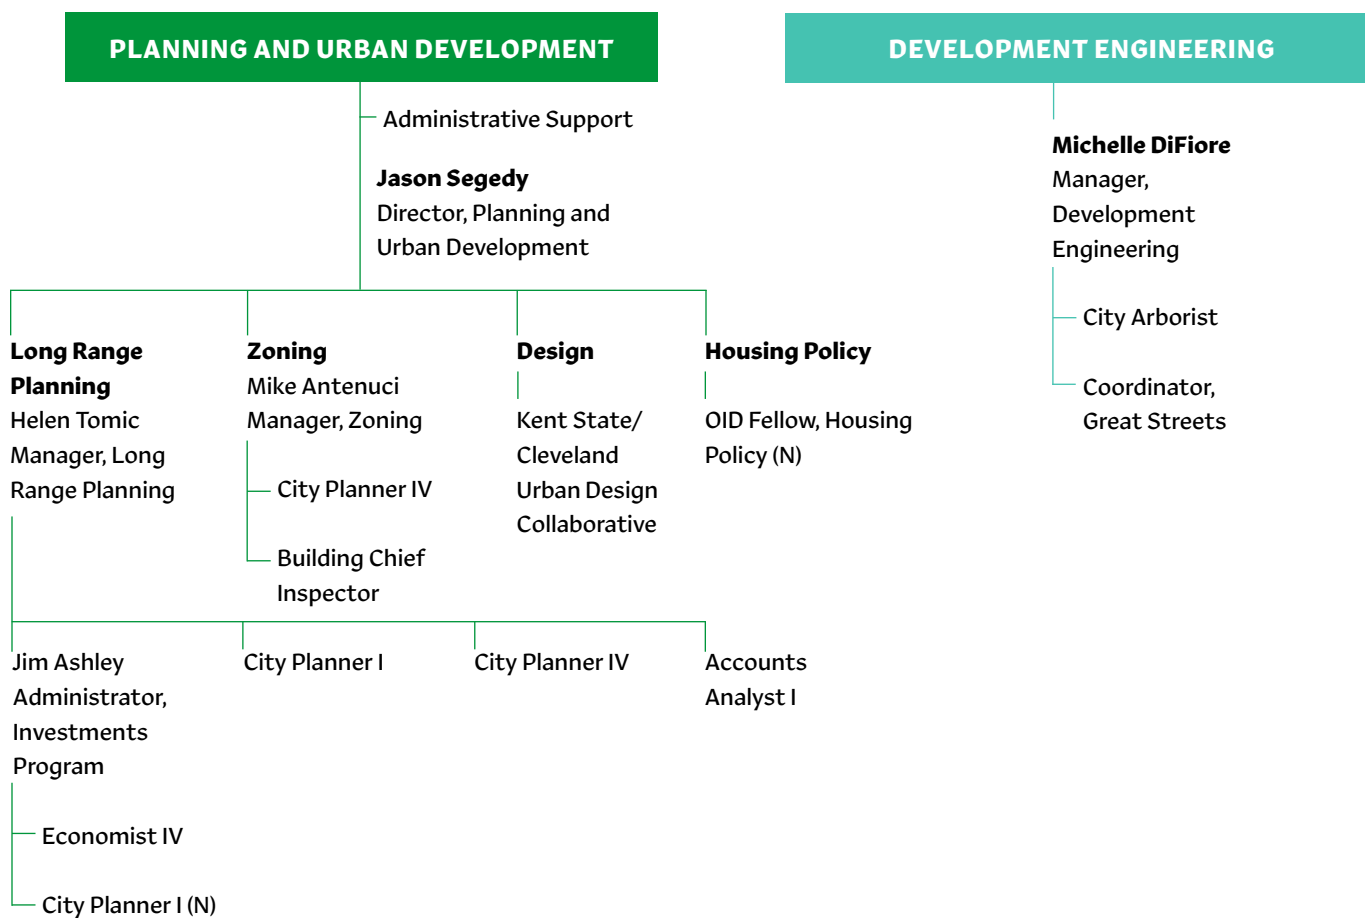 PLANNING AND URBAN DEVELOPMENT
Administrative Support
Jason Segedy
Director, Planning and
Urban Development
Long Range
Planning
Helen Tomic
Manager, Long
Range Planning
Zoning
Mike Antenuci
Manager, Zoning
City Planner IV
Building Chief
Inspector
Design
Kent State/
Cleveland
Urban Design
Collaborative
Housing Policy
OID Fellow, Housing
Policy (N)
Jim Ashley
Administrator,
Investments
Program
Economist IV
City Planner I (N)
City Planner I
City Planner IV
Accounts
Analyst I
DEVELOPMENT ENGINEERING
Michelle DiFiore
Manager,
Development
Engineering
City Arborist
Coordinator,
Great Streets